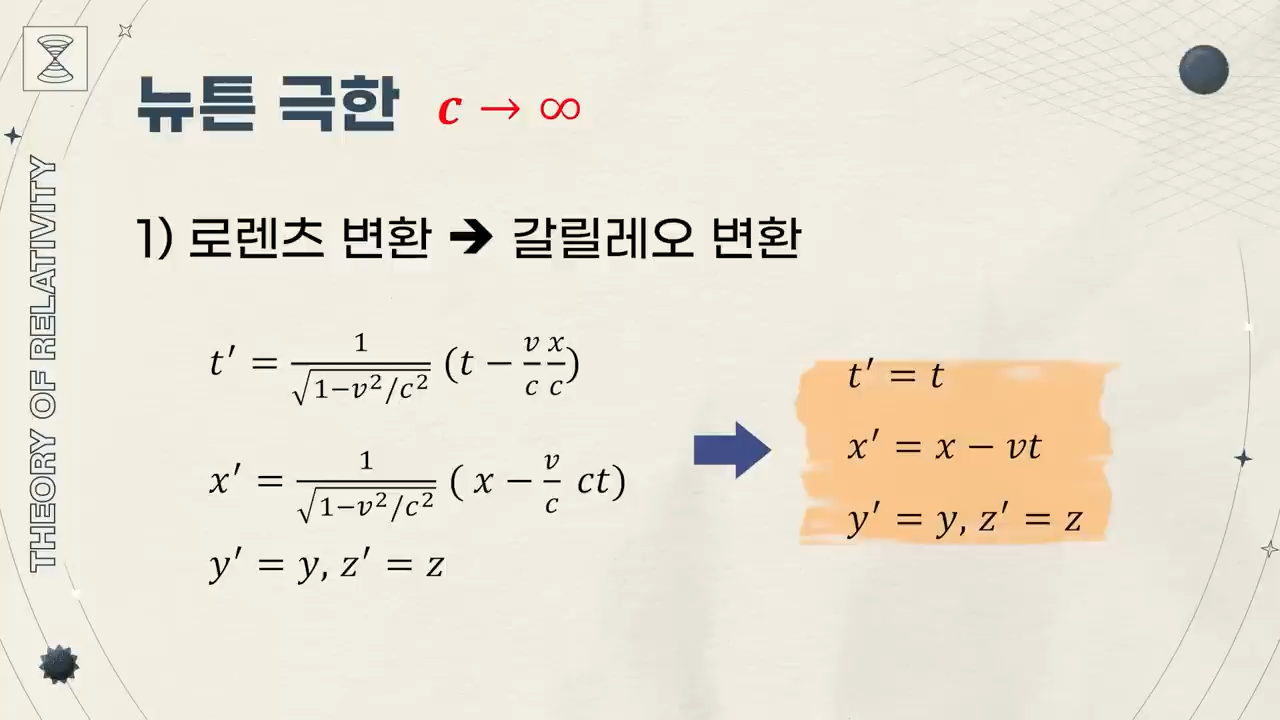 뉴튼 극한 c → ∞
THEORY OF RELATIVITY
1) 로렌츠 변환 ➔ 갈릴레오 변환
t′ = 1/√(1−v²/c²) (t − v/c x/c)
x′ = 1/√(1−v²/c²) ( x − v/c ct)
y′ = y, z′ = z
t′ = t
x′ = x − vt
y′ = y, z′ = z